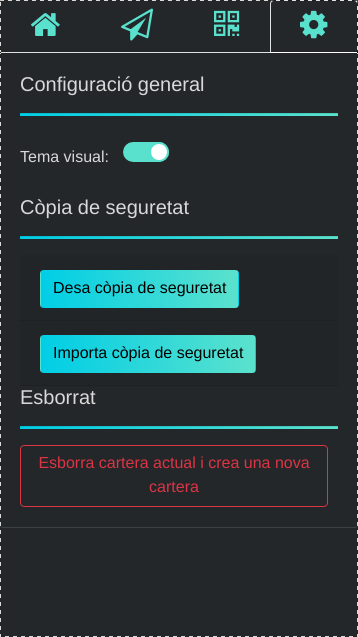 Configuració general
Tema visual:
Còpia de seguretat
Desa còpia de seguretat
Importa còpia de seguretat
Esborrat
Esborra cartera actual i crea una nova
cartera